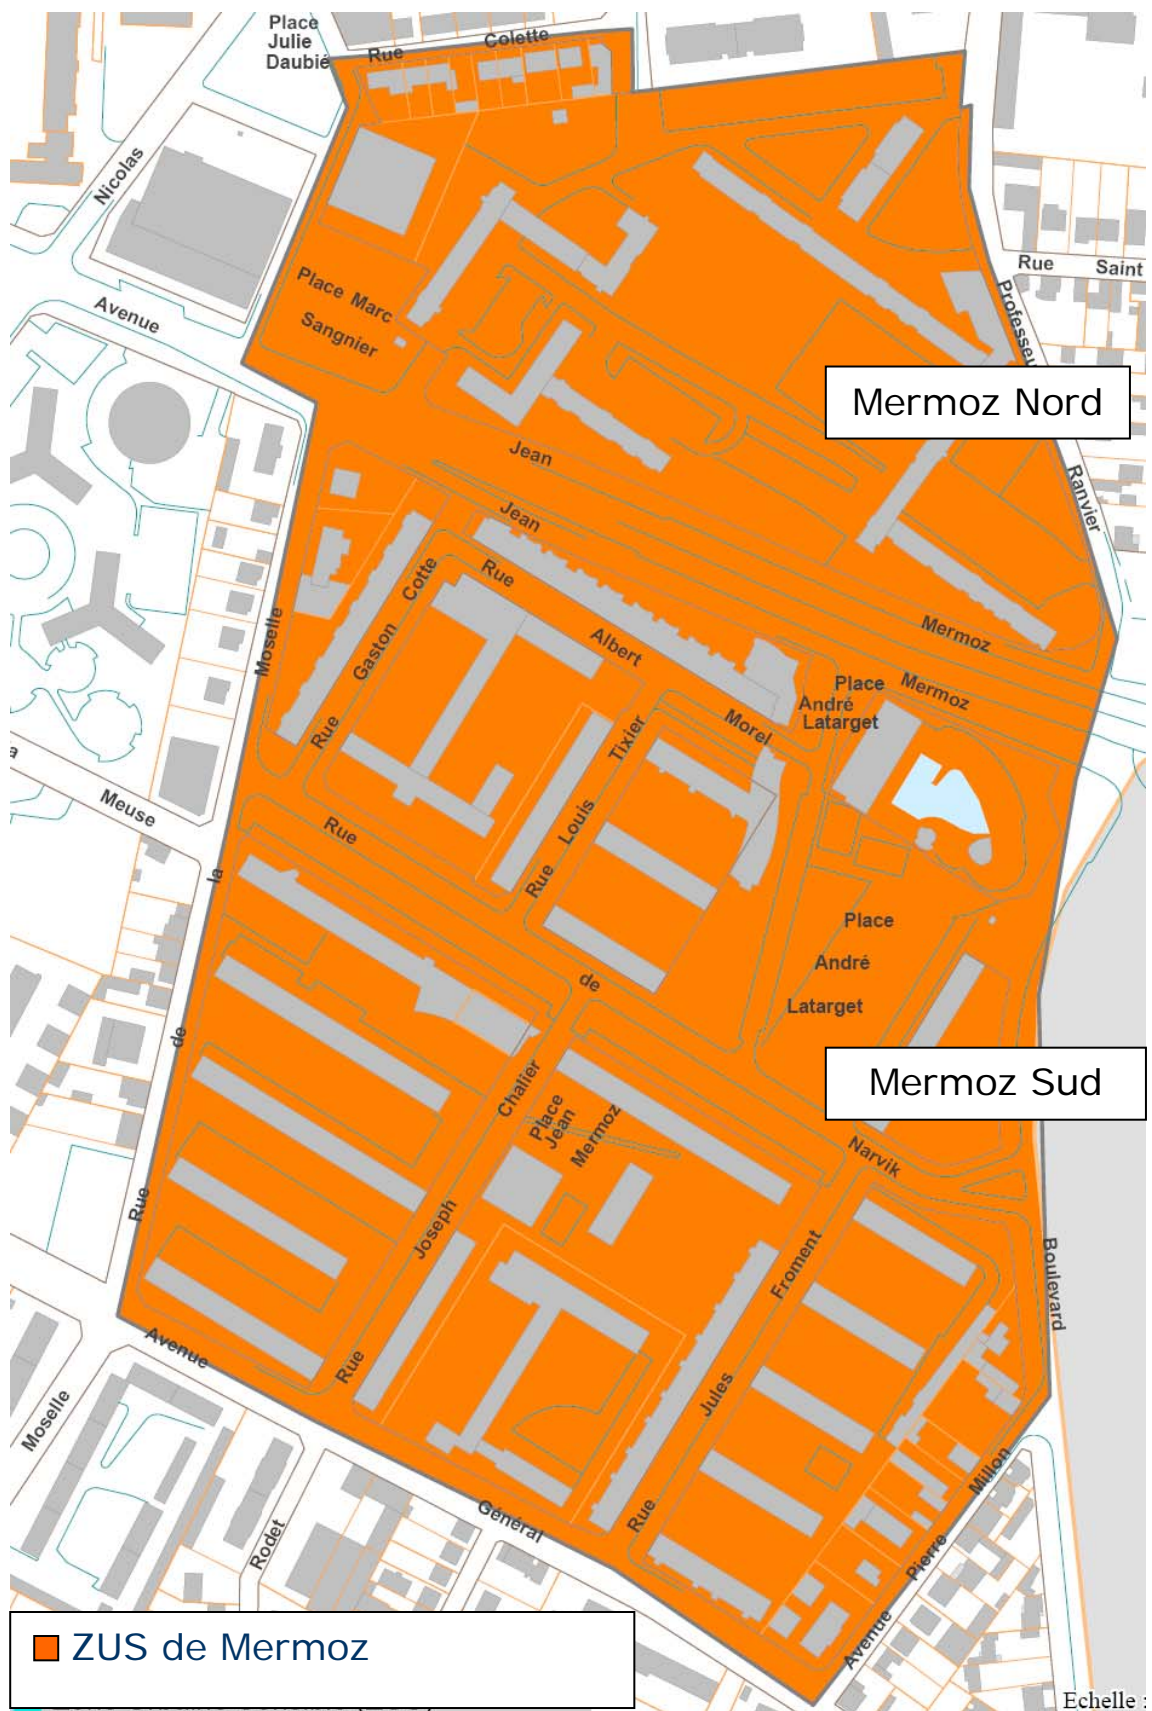 Place
Julie
Daubié
Rue Colette
Nicolas
Avenue
Place Marc
Sangnier
Rue Saint
Professeu
Mermoz Nord
Ranvier
Jean
Jean
Mermoz
Mermoz
Rue
Albert
Morel
Rue Gaston Cotte
Moselle
Place
André
Latarget
Rue Louis Tixier
Meuse
Rue
de
Narvik
la
de
Rue
Place
André
Latarget
Mermoz Sud
Place
Jean
Mermoz
Rue Joseph Chalier
Rue Jules Froment
Boulevard
Avenue
Général
Moselle
Rodet
Avenue Pierre Millon
ZUS de Mermoz
Echelle :